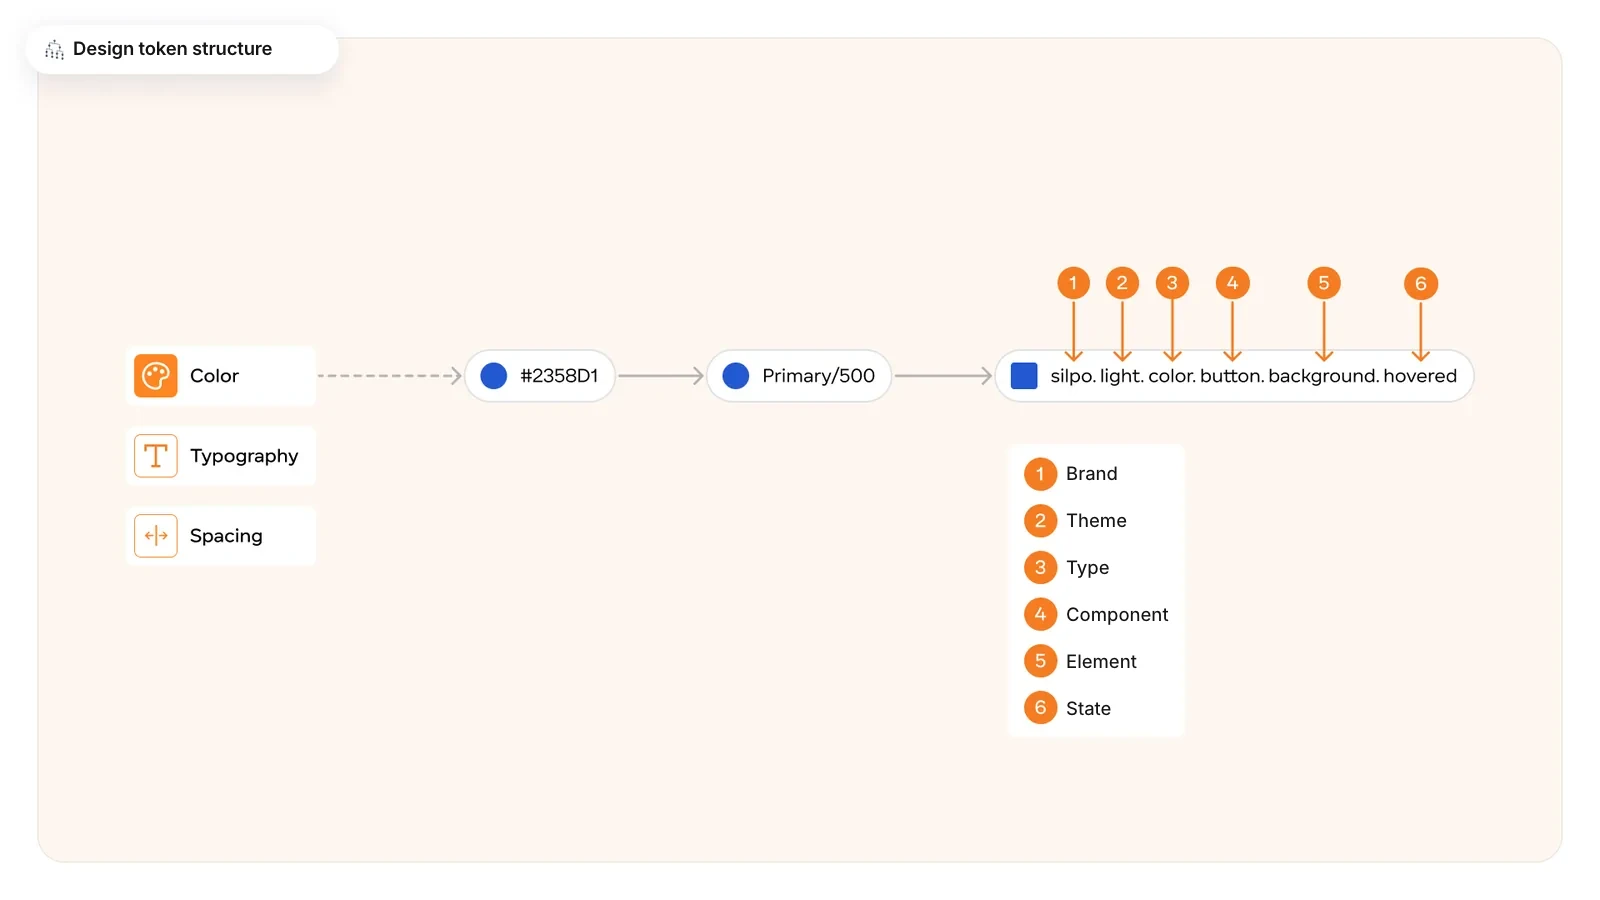 Design token structure
1 2 3 4 5 6
Color
#2358D1
Primary/500
silpo. light. color. button. background. hovered
Typography
Spacing
1 Brand
2 Theme
3 Type
4 Component
5 Element
6 State